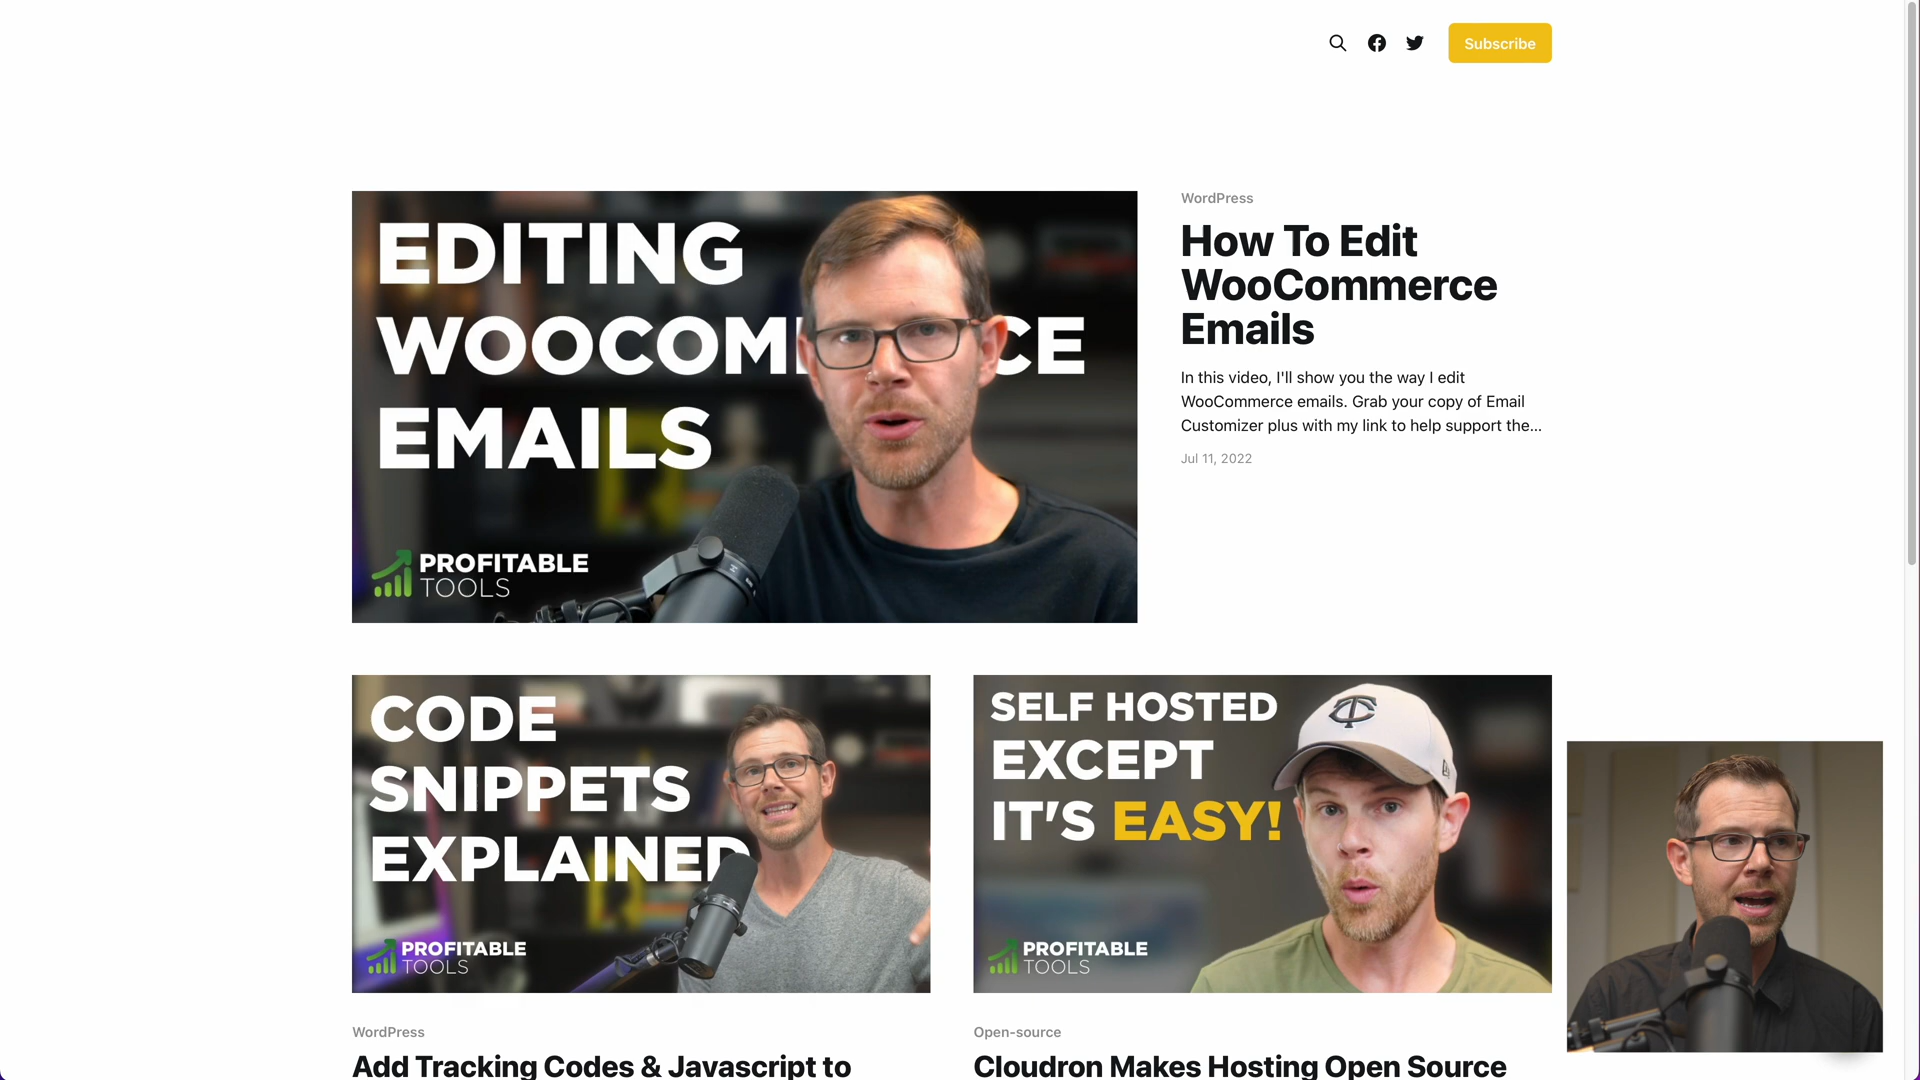 Subscribe
EDITING
WOOCOM CE
EMAILS
PROFITABLE
TOOLS
WordPress
How To Edit
WooCommerce
Emails
In this video, I'll show you the way I edit
WooCommerce emails. Grab your copy of Email
Customizer plus with my link to help support the...
Jul 11, 2022
CODE
SNIPPETS
EXPLAINED
PROFITABLE
TOOLS
SELF HOSTED
EXCEPT
IT'S EASY!
PROFITABLE
TOOLS
WordPress
Add Tracking Codes & Javascript to
Open-source
Cloudron Makes Hosting Open Source